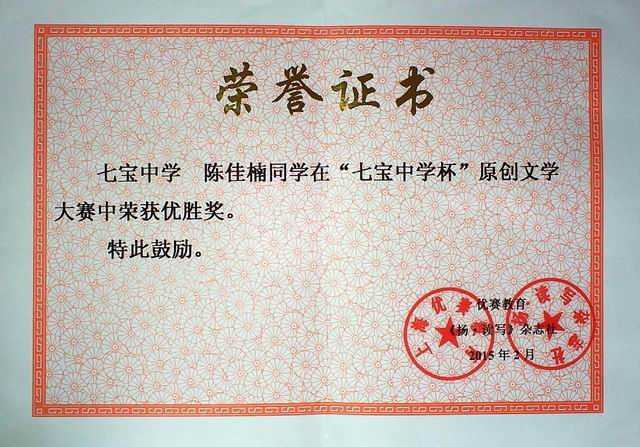 荣誉证书
七宝中学 陈佳楠同学在“七宝中学杯”原创文学
大赛中荣获优胜奖。
特此鼓励。
优赛教育
读写》杂志社
2015年2月